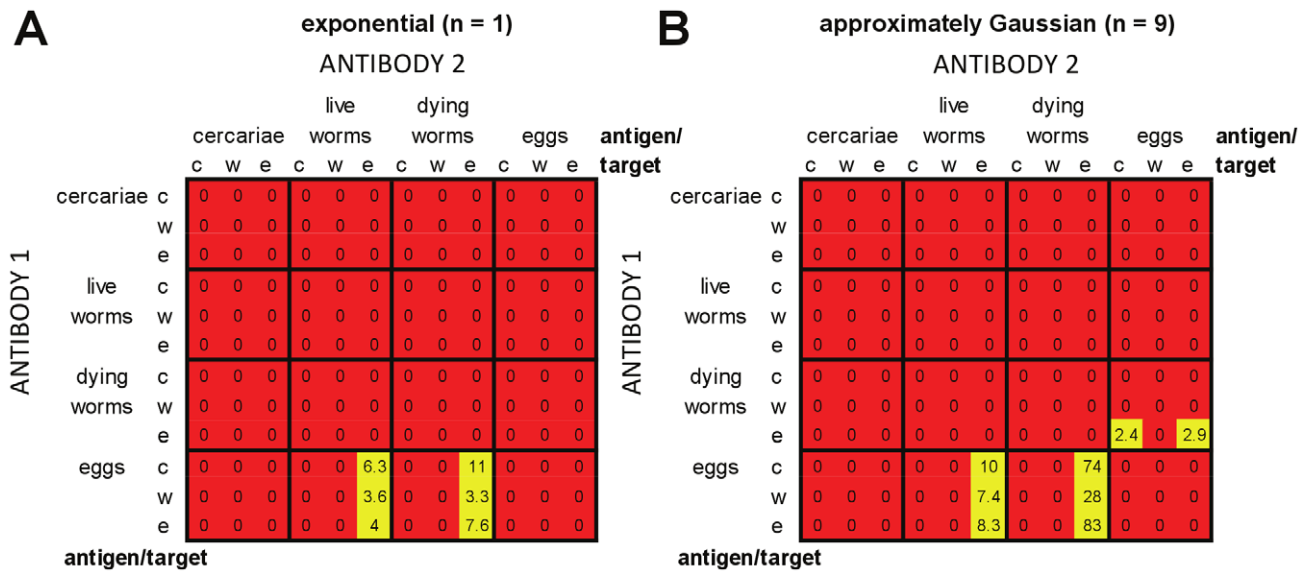 A exponential (n = 1) B approximately Gaussian (n = 9)
ANTIBODY 2 ANTIBODY 2
live dying live dying
cercariae worms worms eggs antigen/ cercariae worms worms eggs antigen/
c w e c w e c w e c w e target c w e c w e c w e c w e target
cercariae c 0 0 0 0 0 0 0 0 0 0 0 0 cercariae c 0 0 0 0 0 0 0 0 0 0 0 0
w 0 0 0 0 0 0 0 0 0 0 0 0 w 0 0 0 0 0 0 0 0 0 0 0 0
e 0 0 0 0 0 0 0 0 0 0 0 0 e 0 0 0 0 0 0 0 0 0 0 0 0
live c 0 0 0 0 0 0 0 0 0 0 0 0 live c 0 0 0 0 0 0 0 0 0 0 0 0
ANTIBODY 1 worms w 0 0 0 0 0 0 0 0 0 0 0 0 ANTIBODY 1 worms w 0 0 0 0 0 0 0 0 0 0 0 0
e 0 0 0 0 0 0 0 0 0 0 0 0 e 0 0 0 0 0 0 0 0 0 0 0 0
dying c 0 0 0 0 0 0 0 0 0 0 0 0 dying c 0 0 0 0 0 0 0 0 0 0 0 0
worms w 0 0 0 0 0 0 0 0 0 0 0 0 worms w 0 0 0 0 0 0 0 0 0 0 0 0
e 0 0 0 0 0 0 0 0 0 0 0 0 e 0 0 0 0 0 0 0 0 0 2.4 0 2.9
eggs c 0 0 0 0 0 6.3 0 0 11 0 0 0 eggs c 0 0 0 0 0 10 0 0 74 0 0 0
w 0 0 0 0 0 3.6 0 0 3.3 0 0 0 w 0 0 0 0 0 7.4 0 0 28 0 0 0
e 0 0 0 0 0 4 0 0 7.6 0 0 0 e 0 0 0 0 0 8.3 0 0 83 0 0 0
antigen/target antigen/target